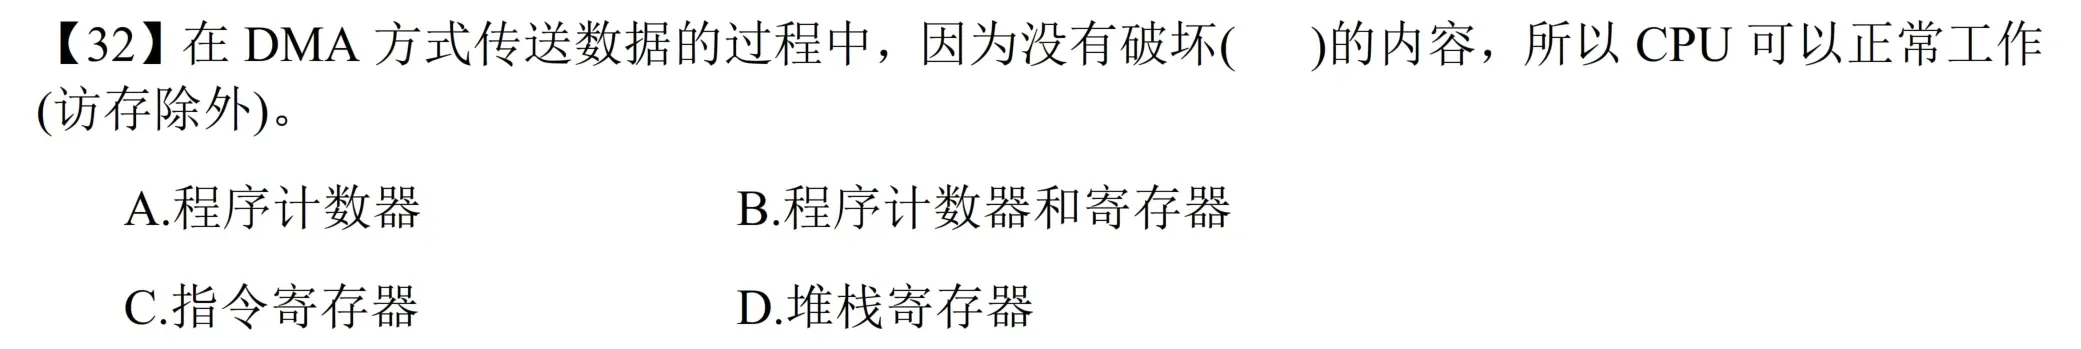 【32】在 DMA 方式传送数据的过程中，因为没有破坏(    )的内容，所以 CPU 可以正常工作
(访存除外)。
A.程序计数器    B.程序计数器和寄存器
C.指令寄存器    D.堆栈寄存器